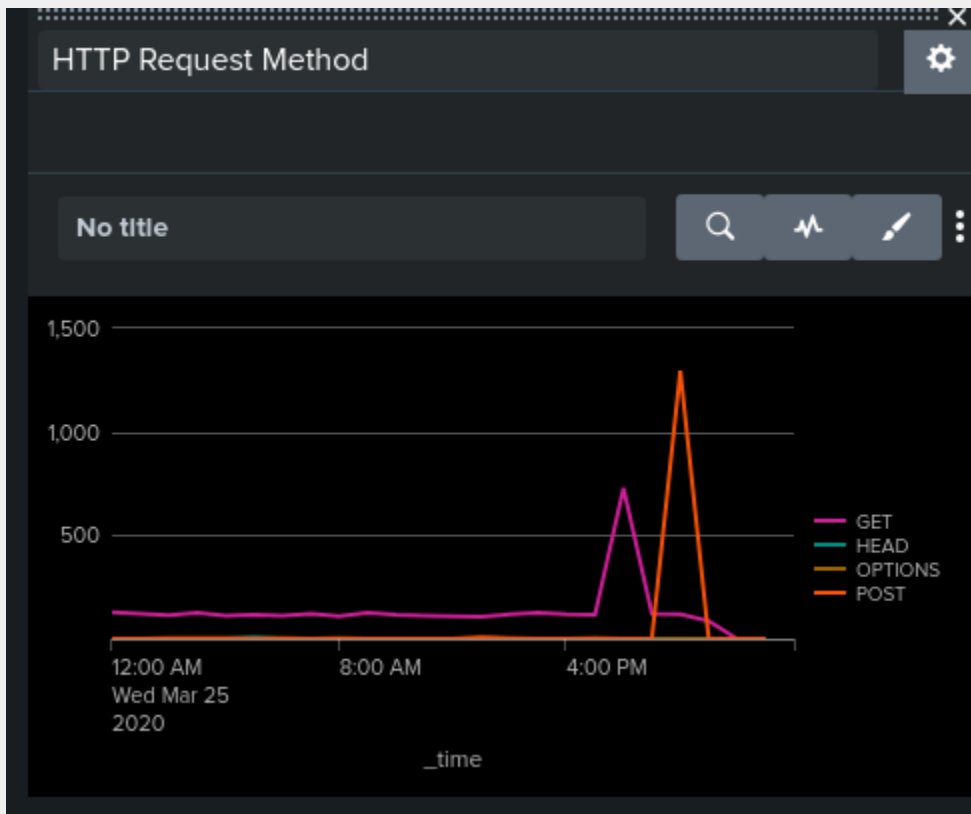 HTTP Request Method
No title
1,500
1,000
500
GET
HEAD
OPTIONS
POST
12:00 AM
Wed Mar 25
2020
8:00 AM
4:00 PM
_time